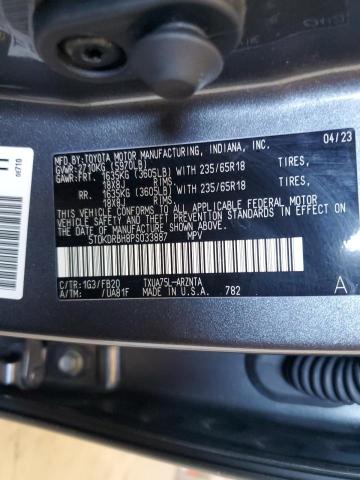 MFD. BY:TOYOTA MOTOR MANUFACTURING, INDIANA, INC. 04/23
GVWR:2710KG (5970LB)
GAWR:FRT. 1635KG (3605LB) WITH 235/65R18 TIRES,
18X8J RIMS
RR. 1635KG (3605LB) WITH 235/65R18 TIRES,
18X8J RIMS
THIS VEHICLE CONFORMS TO ALL APPLICABLE FEDERAL MOTOR
VEHICLE SAFETY AND BUMPER STANDARDS IN EFFECT ON THE
DATE OF MANUFACTURE SHOWN ABOVE.
5TDKDRBH8PS033887 MPV
C/TR:1G3/FB20 TXUA75L-ARZNTA
A/TM: /UA81F MADE IN U.S.A. 782 A